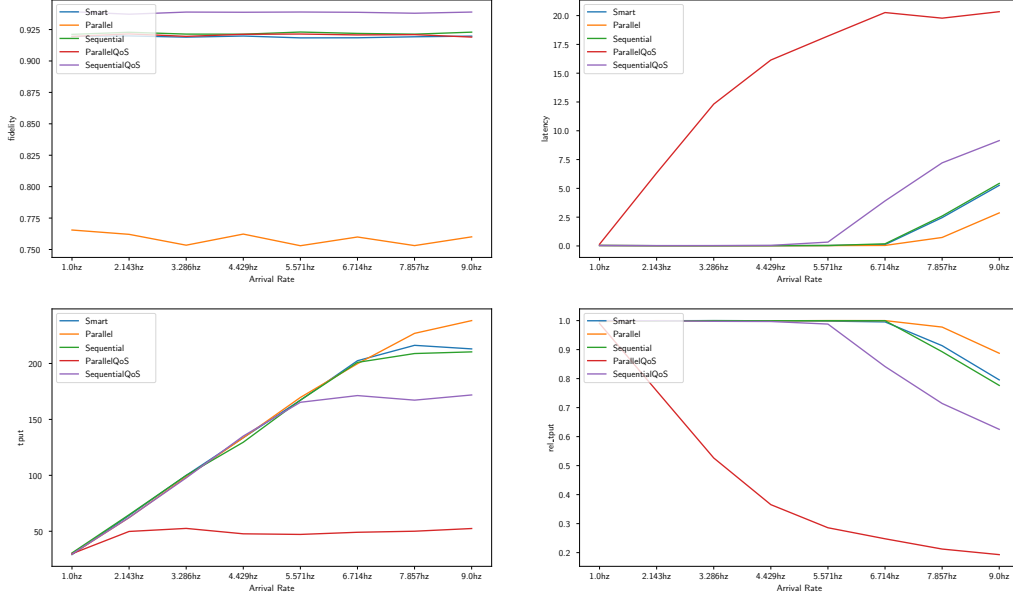 0.925
0.900
0.875
0.850
0.825
0.800
0.775
0.750
fidelity
Smart
Parallel
Sequential
ParallelQoS
SequentialQoS
1.0hz 2.143hz 3.286hz 4.429hz 5.571hz 6.714hz 7.857hz 9.0hz
Arrival Rate
20.0
17.5
15.0
12.5
10.0
7.5
5.0
2.5
0.0
latency
Smart
Parallel
Sequential
ParallelQoS
SequentialQoS
1.0hz 2.143hz 3.286hz 4.429hz 5.571hz 6.714hz 7.857hz 9.0hz
Arrival Rate
200
150
100
50
tput
Smart
Parallel
Sequential
ParallelQoS
SequentialQoS
1.0hz 2.143hz 3.286hz 4.429hz 5.571hz 6.714hz 7.857hz 9.0hz
Arrival Rate
1.0
0.9
0.8
0.7
0.6
0.5
0.4
0.3
0.2
rel_tput
Smart
Parallel
Sequential
ParallelQoS
SequentialQoS
1.0hz 2.143hz 3.286hz 4.429hz 5.571hz 6.714hz 7.857hz 9.0hz
Arrival Rate